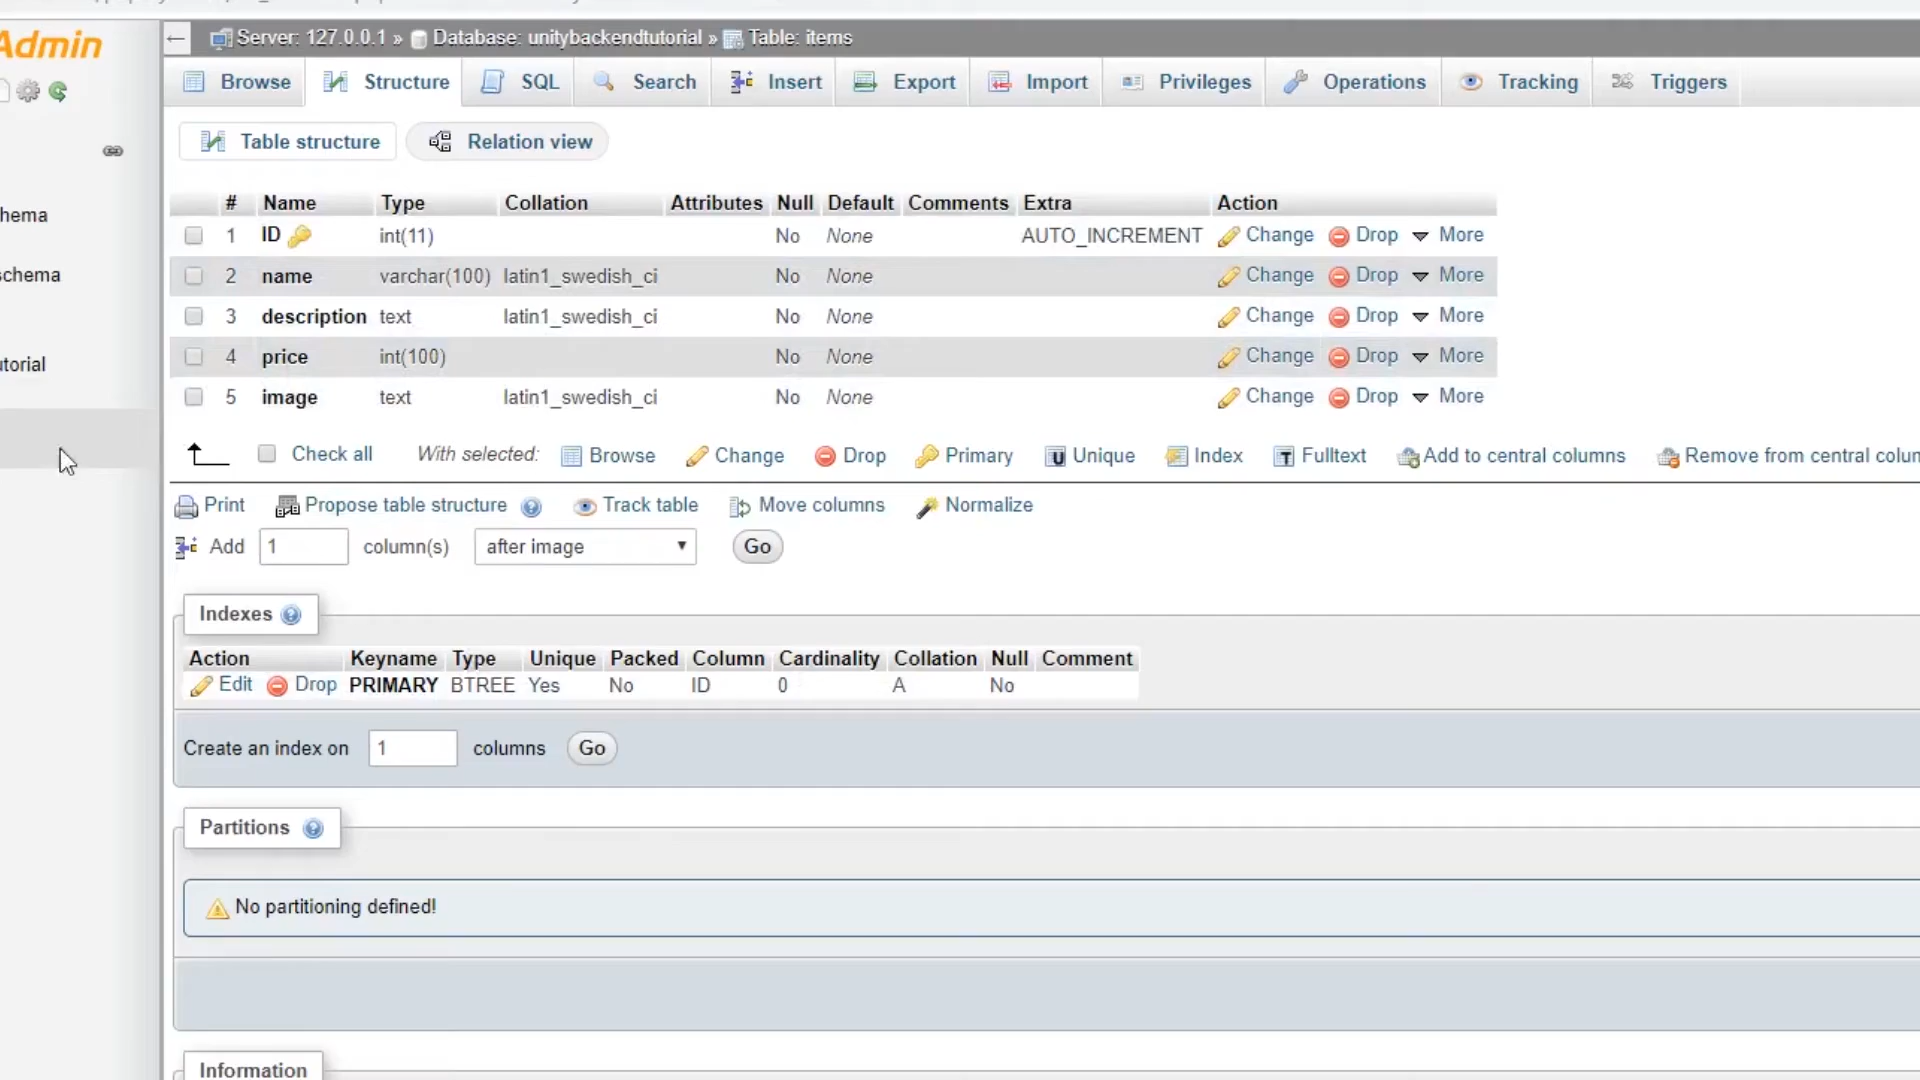 Admin
← Server: 127.0.0.1 » Database: unitybackendtutorial » Table: items
Browse Structure SQL Search Insert Export Import Privileges Operations Tracking Triggers
Table structure Relation view
# Name Type Collation Attributes Null Default Comments Extra Action
1 ID int(11) No None AUTO_INCREMENT Change Drop More
2 name varchar(100) latin1_swedish_ci No None Change Drop More
3 description text latin1_swedish_ci No None Change Drop More
4 price int(100) No None Change Drop More
5 image text latin1_swedish_ci No None Change Drop More
hema
schema
utorial
Check all With selected: Browse Change Drop Primary Unique Index Fulltext Add to central columns Remove from central colun
Print Propose table structure Track table Move columns Normalize
Add 1 column(s) after image Go
Indexes
Action Keyname Type Unique Packed Column Cardinality Collation Null Comment
Edit Drop PRIMARY BTREE Yes No ID 0 A No
Create an index on 1 columns Go
Partitions
No partitioning defined!
Information